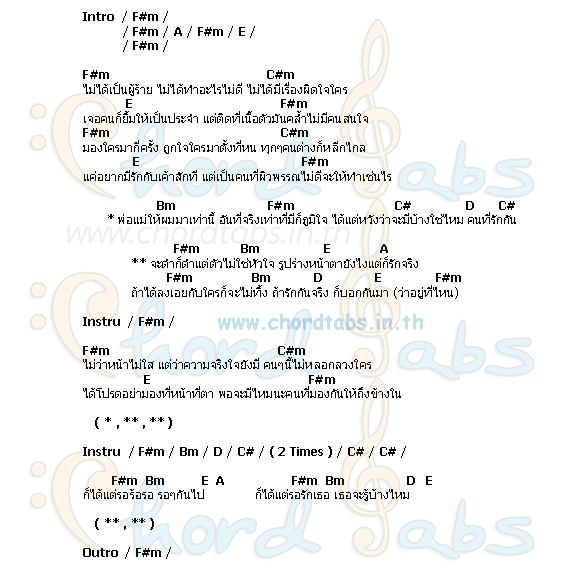 Intro / F#m /
/ F#m / A / F#m / E /
/ F#m /
F#m C#m
ไม่ได้เป็นผู้ร้าย ไม่ได้ทำอะไรไม่ดี ไม่ได้มีเรื่องผิดใจใคร
E F#m
เจอคนก็ยิ้มให้เป็นประจำ แต่ติดที่เนื้อตัวมันคล้ำไม่มีคนสนใจ
F#m C#m
มองใครมากี่ครั้ง ถูกใจใครมาตั้งกี่หน ทุกๆคนต่างก็หลีกไกล
E F#m
แค่อยากมีรักกับเค้าสักที แต่เป็นคนที่ผิวพรรณไม่ดีจะให้ทำเช่นไร
Bm F#m C# D C#
* พ่อแม่ให้ผมมาเท่านี้ อันที่จริงเท่าที่มีก็ภูมิใจ ได้แต่หวังว่าจะมีบ้างใช่ไหม คนที่รักกัน
www.chordtabs.in.th
F#m Bm E A
** จะดำก็ดำแต่ตัวไม่ใช่หัวใจ รูปร่างหน้าตายังไงแต่ก็รักจริง
F#m Bm D E F#m
ถ้าได้ลงเอยกับใครก็จะไม่ทิ้ง ถ้ารักกันจริง ก็บอกกันมา (ว่าอยู่ที่ไหน)
Instru / F#m /
www.chordtabs.in.th
F#m C#m
ไม่ว่าหน้าไม่ใส แต่ว่าความจริงใจยังมี คนๆนี้ไม่หลอกลวงใคร
E F#m
ได้โปรดอย่ามองที่หน้าที่ตา พอจะมีไหมนะคนที่มองกันให้ถึงข้างใน
( * , ** , ** )
Instru / F#m / Bm / D / C# / ( 2 Times ) / C# / C# /
F#m Bm E A F#m Bm D E
ก็ได้แต่รอร้อรอ รอๆกันไป ก็ได้แต่รอรักเธอ เธอจะรู้บ้างไหม
( ** , ** )
Outro / F#m /
Chord Tabs
Chord Tabs
Chord Tabs